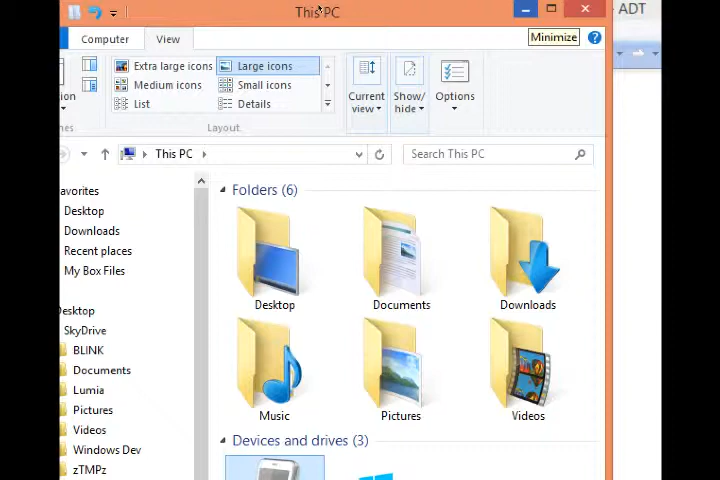 This PC
ADT
Computer
View
Minimize
Extra large icons
Large icons
Medium icons
Small icons
List
Details
Current view
Show/ hide
Options
Layout
This PC
Search This PC
Folders (6)
Desktop
Downloads
Recent places
My Box Files
SkyDrive
BLINK
Documents
Lumia
Pictures
Videos
Windows Dev
zTMPz
Desktop
Documents
Downloads
Music
Pictures
Videos
Devices and drives (3)